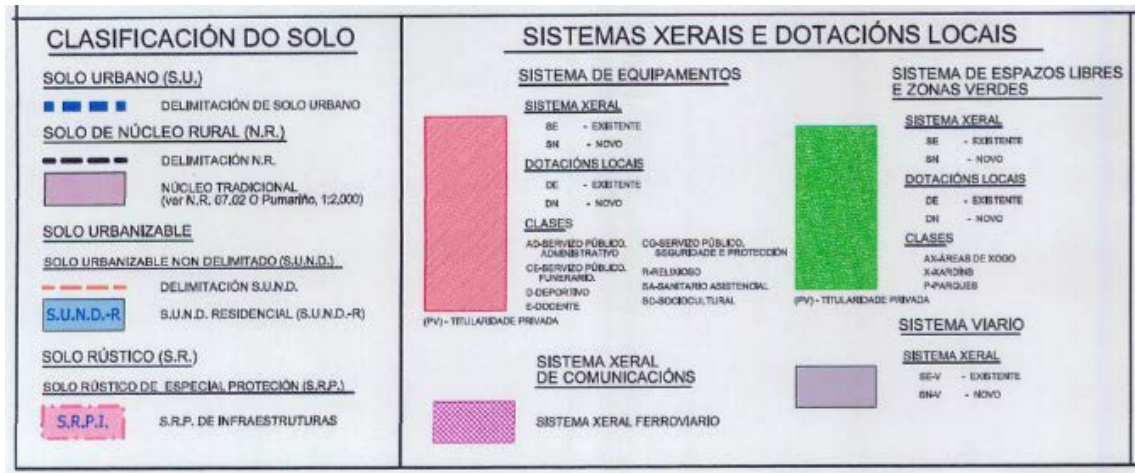 CLASIFICACIÓN DO SOLO
SOLO URBANO (S.U.)
DELIMITACIÓN DE SOLO URBANO
SOLO DE NÚCLEO RURAL (N.R.)
DELIMITACIÓN N.R.
NÚCLEO TRADICIONAL
(ver N.R. 07.02 O Pumariño, 1:2,000)
SOLO URBANIZABLE
SOLO URBANIZABLE NON DELIMITADO (S.U.N.D.)
DELIMITACIÓN S.U.N.D.
S.U.N.D.-R
S.U.N.D. RESIDENCIAL (S.U.N.D.-R)
SOLO RÚSTICO (S.R.)
SOLO RÚSTICO DE ESPECIAL PROTECIÓN (S.R.P.)
S.R.P.I.
S.R.P. DE INFRAESTRUTURAS
SISTEMAS XERAIS E DOTACIÓNS LOCAIS
SISTEMA DE EQUIPAMENTOS
SISTEMA XERAL
SE - EXISTENTE
SN - NOVO
DOTACIÓNS LOCAIS
DE - EXISTENTE
DN - NOVO
CLASES
AD-SERVIZO PÚBLICO.
ADMINISTRATIVO
CE-SERVIZO PÚBLICO.
FUNERARIO.
D-DEPORTIVO
E-DOCENTE
CG-SERVIZO PÚBLICO,
SEGURIDADE E PROTECCIÓN
R-RELIXIOSO
SA-SANITARIO ASISTENCIAL
SC-SOCIOCULTURAL
(PV) - TITULARIDADE PRIVADA
SISTEMA XERAL
DE COMUNICACIÓNS
SISTEMA XERAL FERROVIARIO
SISTEMA DE ESPAZOS LIBRES
E ZONAS VERDES
SISTEMA XERAL
SE - EXISTENTE
SN - NOVO
DOTACIÓNS LOCAIS
DE - EXISTENTE
DN - NOVO
CLASES
AX-ÁREAS DE XOGO
X-XARDÍNS
P-PARQUES
(PV) - TITULARIDADE PRIVADA
SISTEMA VIARIO
SISTEMA XERAL
SE-V - EXISTENTE
SN-V - NOVO